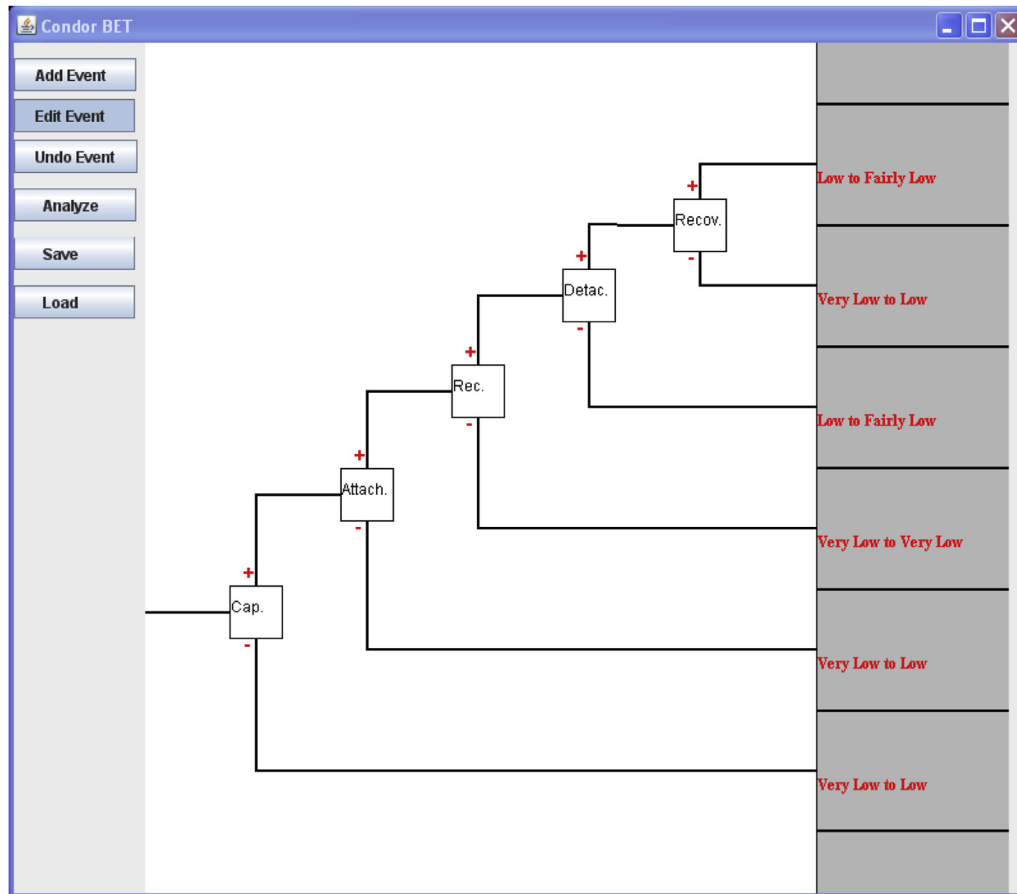 Condor BET
Add Event
Edit Event
Undo Event
Analyze
Save
Load
+
Recov.
-
Low to Fairly Low
+
Detac.
-
Very Low to Low
+
Rec.
-
Low to Fairly Low
+
Attach.
-
Very Low to Very Low
+
Cap.
-
Very Low to Low
Very Low to Low